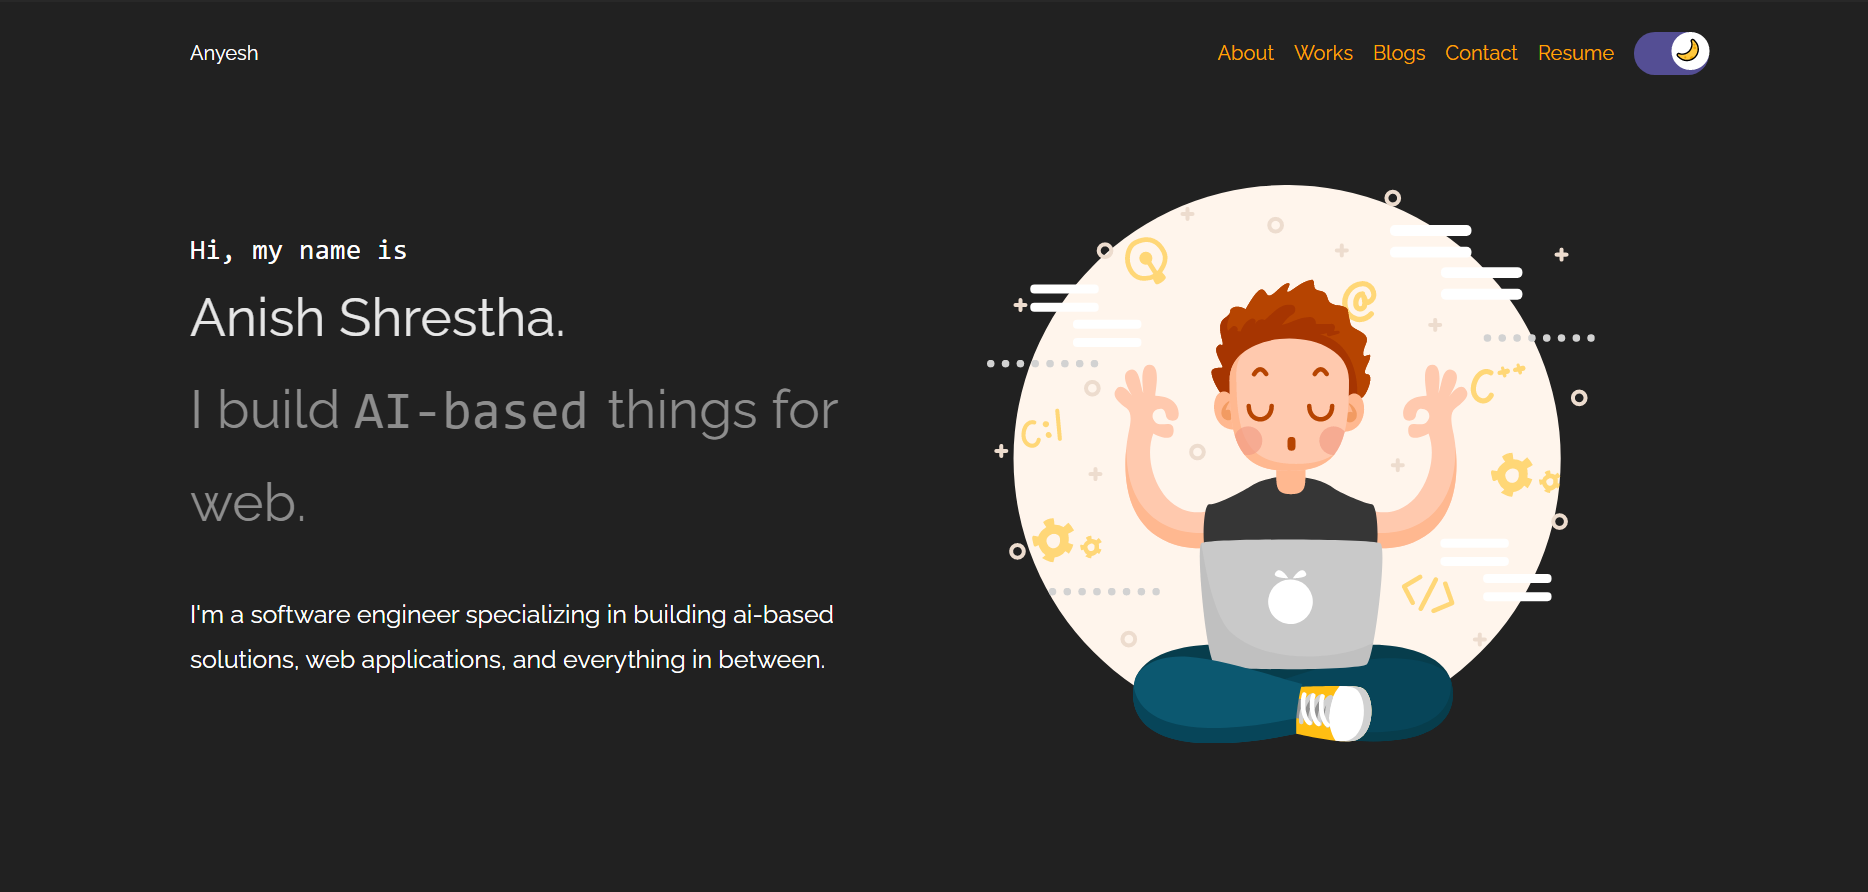 Anyesh
About Works Blogs Contact Resume
Hi, my name is
Anish Shrestha.
I build AI-based things for
web.
I'm a software engineer specializing in building ai-based
solutions, web applications, and everything in between.
@
C++
C:\
</>